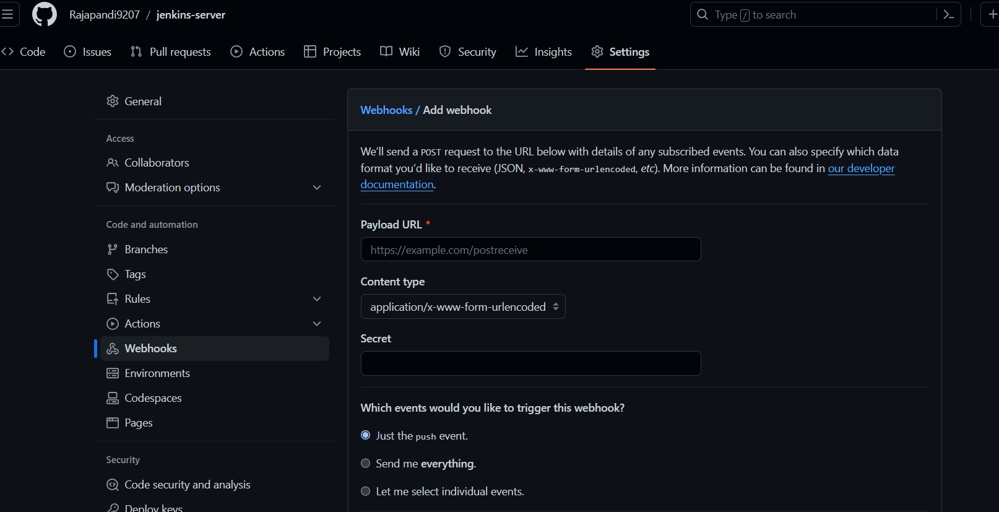 Rajapandi9207 / jenkins-server
Type / to search
Code Issues Pull requests Actions Projects Wiki Security Insights Settings
General
Access
Collaborators
Moderation options
Code and automation
Branches
Tags
Rules
Actions
Webhooks
Environments
Codespaces
Pages
Security
Code security and analysis
Deploy keys
Webhooks / Add webhook
We’ll send a POST request to the URL below with details of any subscribed events. You can also specify which data
format you’d like to receive (JSON, x-www-form-urlencoded, etc). More information can be found in our developer
documentation.
Payload URL *
https://example.com/postreceive
Content type
application/x-www-form-urlencoded
Secret
Which events would you like to trigger this webhook?
Just the push event.
Send me everything.
Let me select individual events.